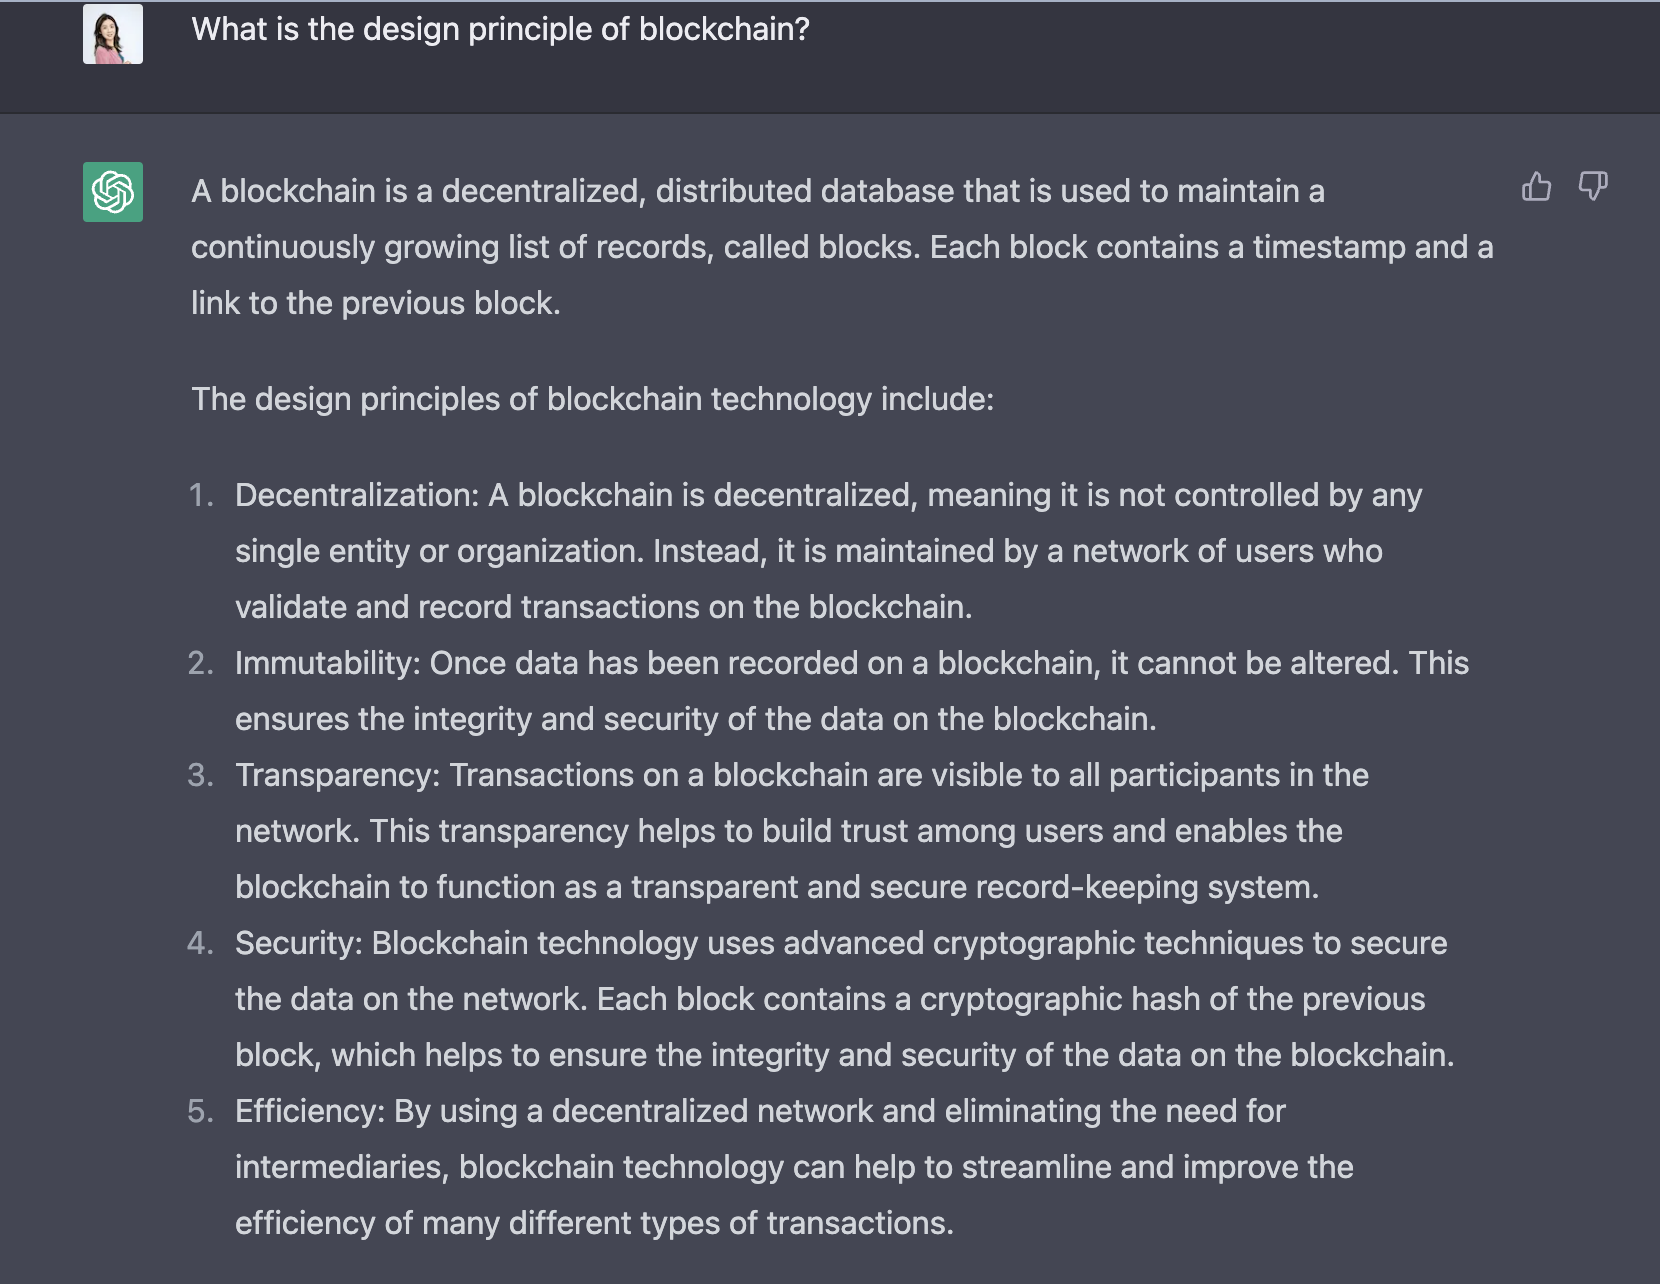 What is the design principle of blockchain?
A blockchain is a decentralized, distributed database that is used to maintain a
continuously growing list of records, called blocks. Each block contains a timestamp and a
link to the previous block.
The design principles of blockchain technology include:
1. Decentralization: A blockchain is decentralized, meaning it is not controlled by any
single entity or organization. Instead, it is maintained by a network of users who
validate and record transactions on the blockchain.
2. Immutability: Once data has been recorded on a blockchain, it cannot be altered. This
ensures the integrity and security of the data on the blockchain.
3. Transparency: Transactions on a blockchain are visible to all participants in the
network. This transparency helps to build trust among users and enables the
blockchain to function as a transparent and secure record-keeping system.
4. Security: Blockchain technology uses advanced cryptographic techniques to secure
the data on the network. Each block contains a cryptographic hash of the previous
block, which helps to ensure the integrity and security of the data on the blockchain.
5. Efficiency: By using a decentralized network and eliminating the need for
intermediaries, blockchain technology can help to streamline and improve the
efficiency of many different types of transactions.